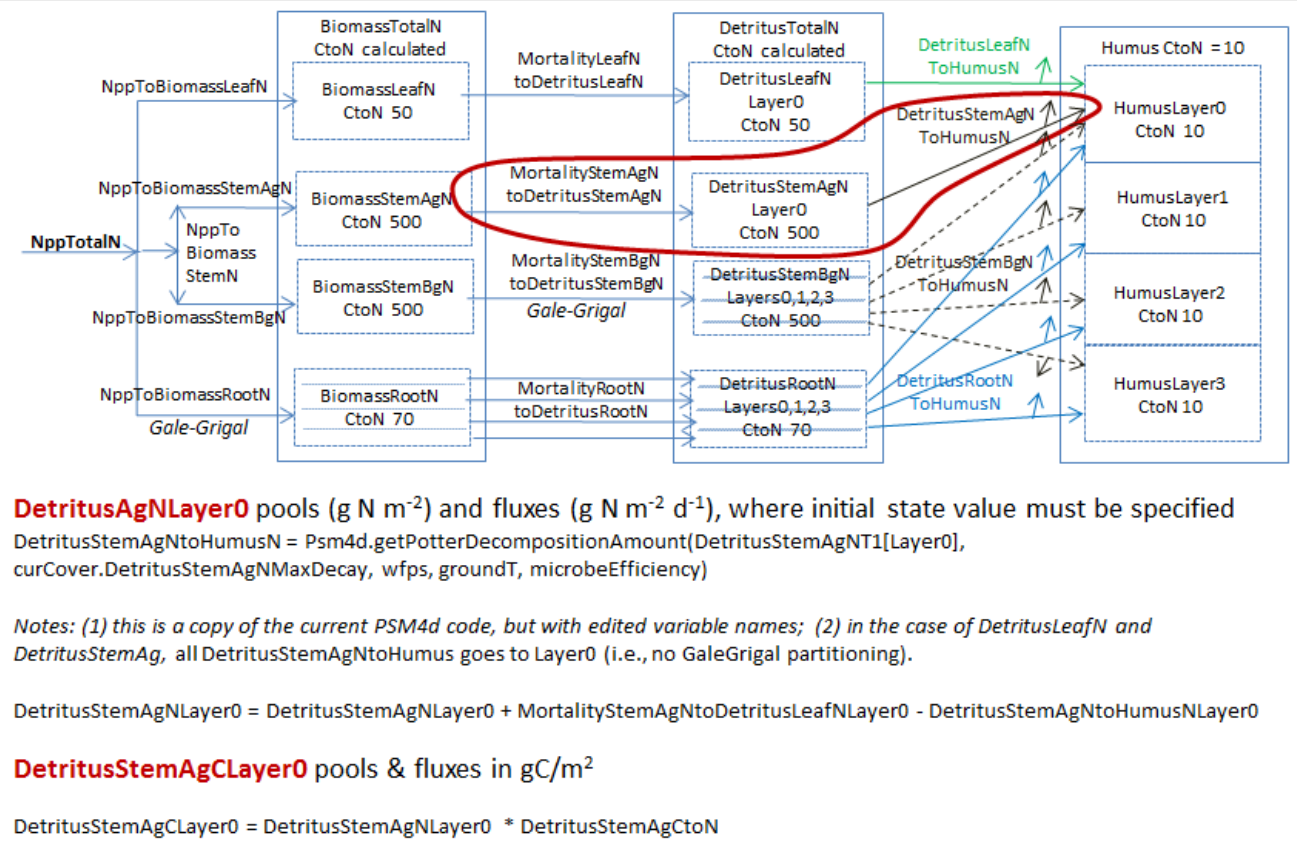 BiomassTotalN
CtoN calculated
DetritusTotalN
CtoN calculated
Humus CtoN = 10
NppToBiomassLeafN
BiomassLeafN
CtoN 50
MortalityLeafN
toDetritusLeafN
DetritusLeafN
Layer0
CtoN 50
DetritusLeafN
ToHumusN
HumusLayer0
CtoN 10
NppToBiomassStemAgN
BiomassStemAgN
CtoN 500
MortalityStemAgN
toDetritusStemAgN
DetritusStemAgN
Layer0
CtoN 500
DetritusStemAgN
ToHumusN
HumusLayer1
CtoN 10
NppTotalN
NppTo
Biomass
StemN
NppToBiomassStemBgN
BiomassStemBgN
CtoN 500
MortalityStemBgN
toDetritusStemBgN
Gale-Grigal
DetritusStemBgN
Layers0,1,2,3
CtoN 500
DetritusStemBgN
ToHumusN
HumusLayer2
CtoN 10
NppToBiomassRootN
Gale-Grigal
BiomassRootN
CtoN 70
MortalityRootN
toDetritusRootN
DetritusRootN
Layers0,1,2,3
CtoN 70
DetritusRootN
ToHumusN
HumusLayer3
CtoN 10
DetritusAgNLayer0 pools (g N m-2) and fluxes (g N m-2 d-1), where initial state value must be specified
DetritusStemAgNtoHumusN = Psm4d.getPotterDecompositionAmount(DetritusStemAgNT1[Layer0],
curCover.DetritusStemAgNMaxDecay, wfps, groundT, microbeEfficiency)
Notes: (1) this is a copy of the current PSM4d code, but with edited variable names; (2) in the case of DetritusLeafN and
DetritusStemAg, all DetritusStemAgNtoHumus goes to Layer0 (i.e., no GaleGrigal partitioning).
DetritusStemAgNLayer0 = DetritusStemAgNLayer0 + MortalityStemAgNtoDetritusLeafNLayer0 - DetritusStemAgNtoHumusNLayer0
DetritusStemAgCLayer0 pools & fluxes in gC/m2
DetritusStemAgCLayer0 = DetritusStemAgNLayer0 * DetritusStemAgCtoN